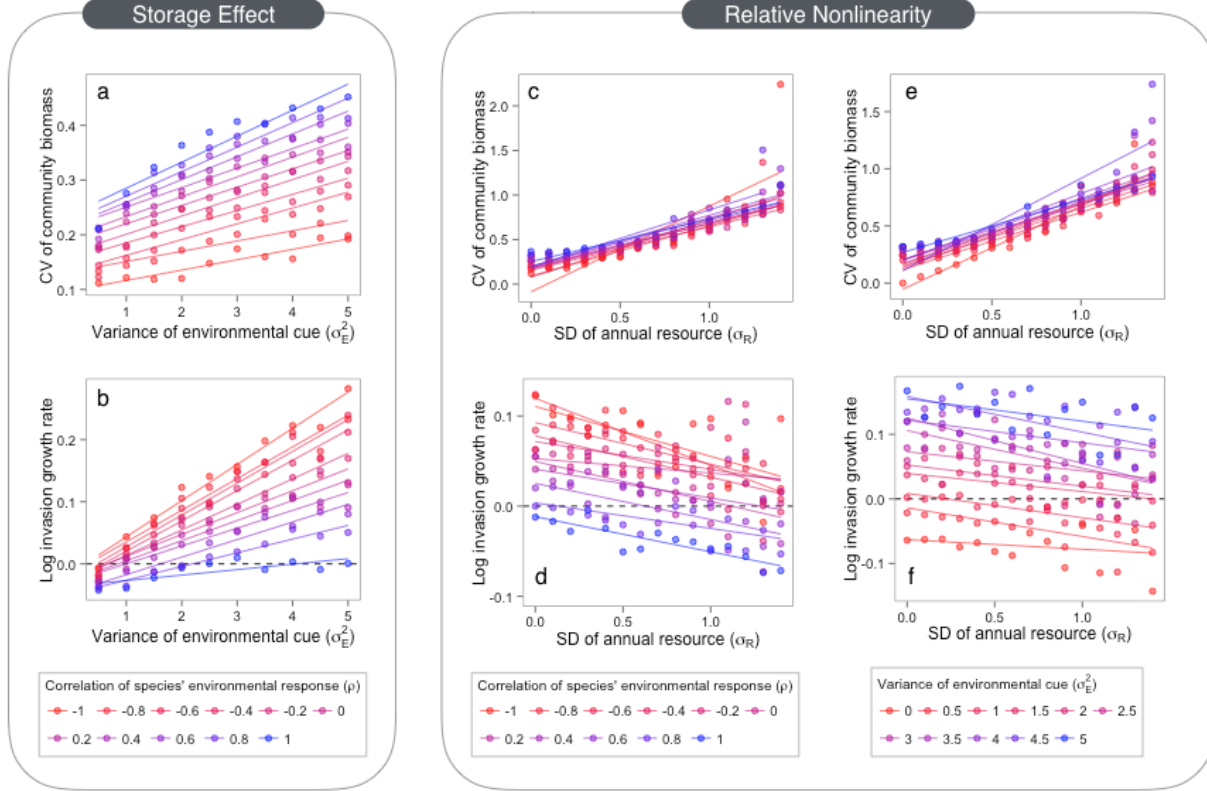 Storage Effect
Relative Nonlinearity
a
CV of community biomass
0.4
0.3
0.2
0.1
1 2 3 4 5
Variance of environmental cue (σ²E)
b
Log invasion growth rate
0.2
0.1
0.0
1 2 3 4 5
Variance of environmental cue (σ²E)
Correlation of species' environmental response (ρ)
-1 -0.8 -0.6 -0.4 -0.2 0
0.2 0.4 0.6 0.8 1
c
CV of community biomass
2.0
1.5
1.0
0.5
0.0
0.0 0.5 1.0
SD of annual resource (σR)
d
Log invasion growth rate
0.1
0.0
-0.1
0.0 0.5 1.0
SD of annual resource (σR)
Correlation of species' environmental response (ρ)
-1 -0.8 -0.6 -0.4 -0.2 0
0.2 0.4 0.6 0.8 1
e
CV of community biomass
1.5
1.0
0.5
0.0
0.0 0.5 1.0
SD of annual resource (σR)
f
Log invasion growth rate
0.1
0.0
-0.1
0.0 0.5 1.0
SD of annual resource (σR)
Variance of environmental cue (σ²E)
0 0.5 1 1.5 2 2.5
3 3.5 4 4.5 5